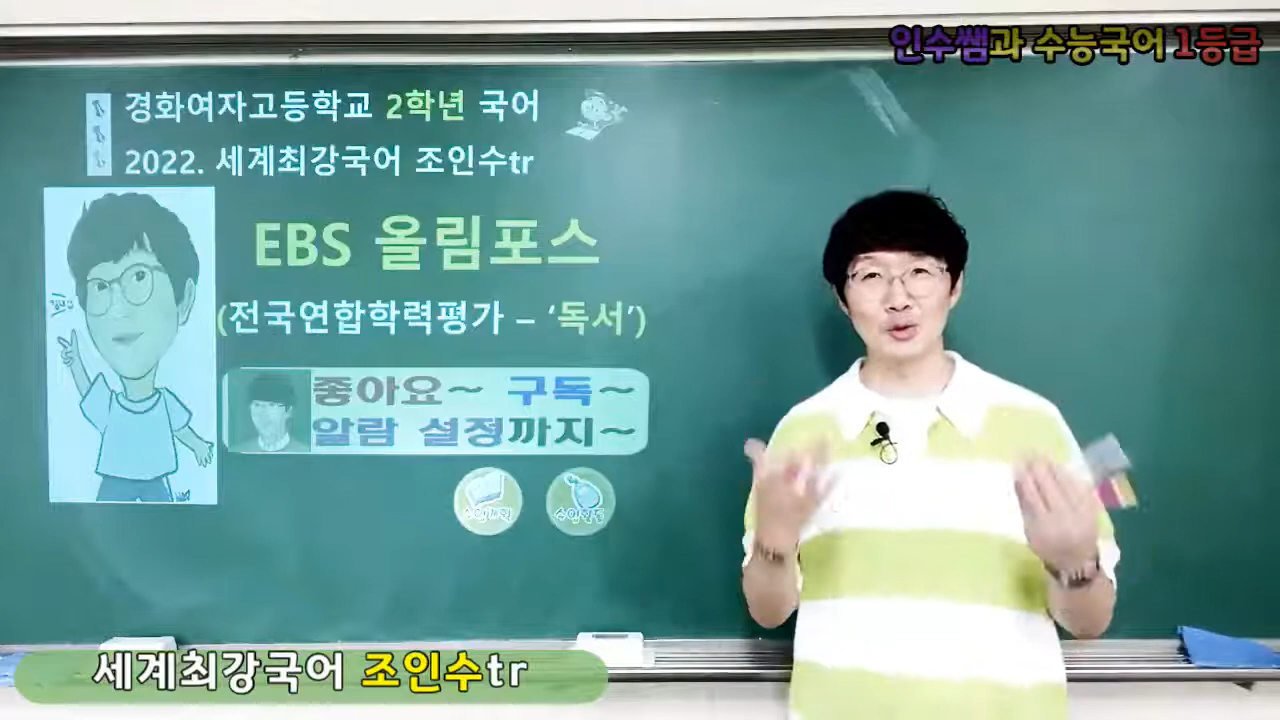 인수쌤과 수능국어 1등급
경화여자고등학교 2학년 국어
2022. 세계최강국어 조인수tr
EBS 올림포스
(전국연합학력평가 – ‘독서’)
좋아요~ 구독~
알람 설정까지~
세계최강국어 조인수tr